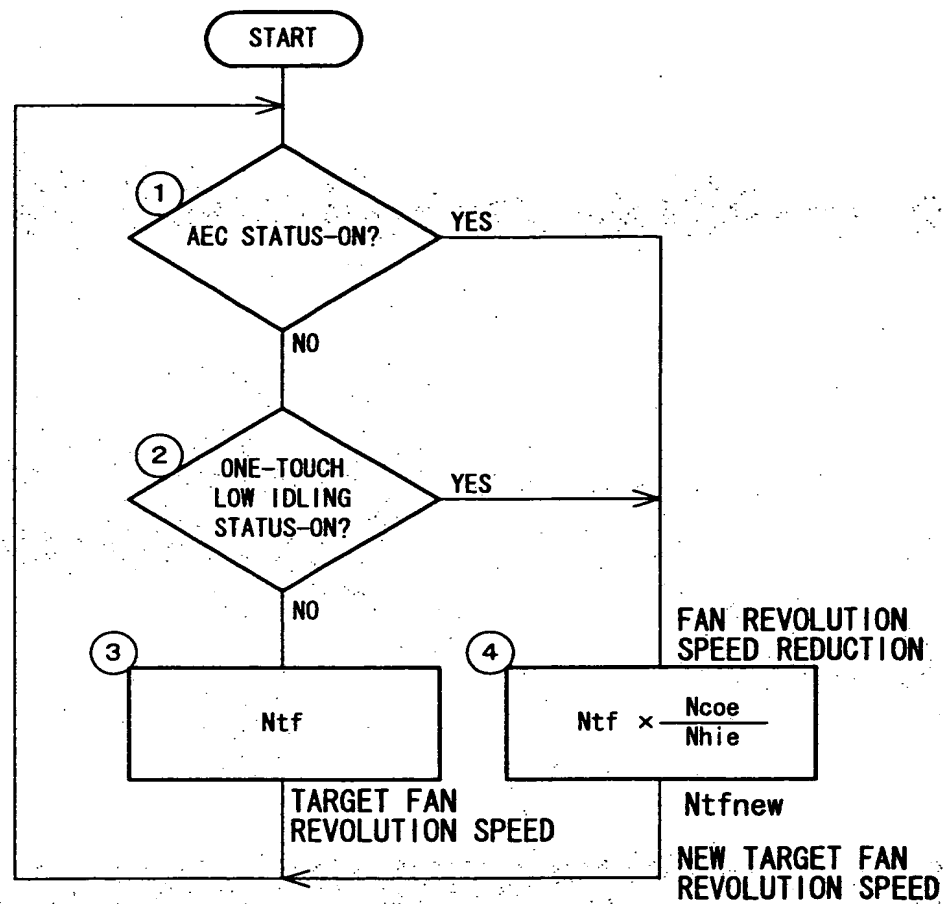 START
1
AEC STATUS-ON?
YES
NO
2
ONE-TOUCH
LOW IDLING
STATUS-ON?
YES
NO
FAN REVOLUTION
SPEED REDUCTION
3
4
Ntf
Ntf × Ncoe
Nhie
TARGET FAN
REVOLUTION SPEED
Ntfnew
NEW TARGET FAN
REVOLUTION SPEED